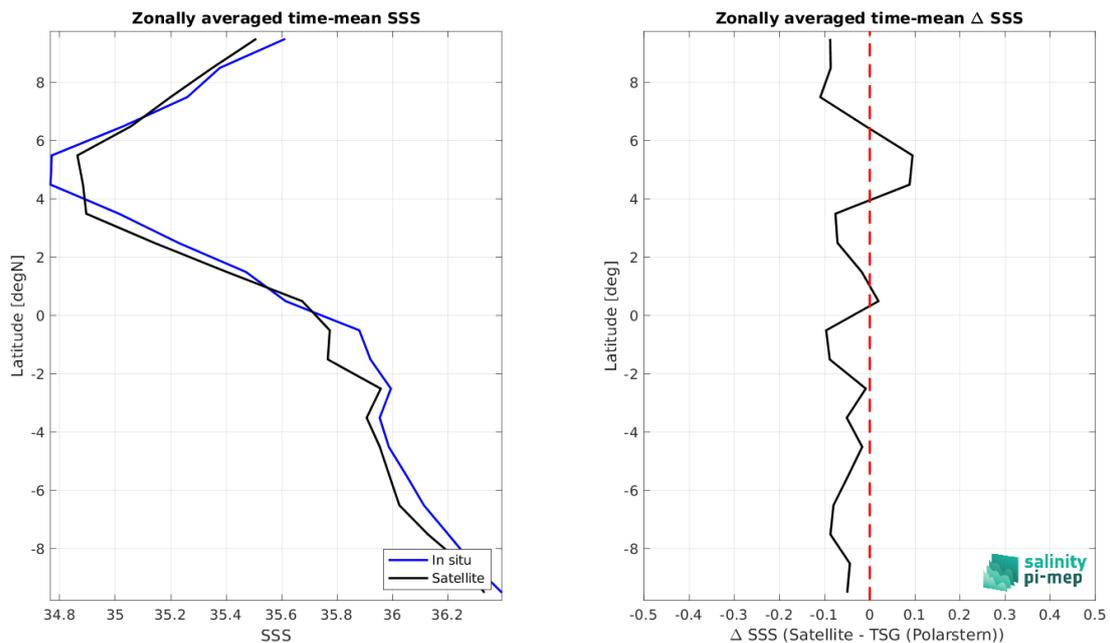 Zonally averaged time-mean SSS
8
6
4
2
0
-2
-4
-6
-8
Latitude [degN]
34.8 35 35.2 35.4 35.6 35.8 36 36.2
SSS
In situ
Satellite
Zonally averaged time-mean Δ SSS
8
6
4
2
0
-2
-4
-6
-8
Latitude [deg]
-0.5 -0.4 -0.3 -0.2 -0.1 0 0.1 0.2 0.3 0.4 0.5
Δ SSS (Satellite - TSG (Polarstern))
salinity
pi-mep